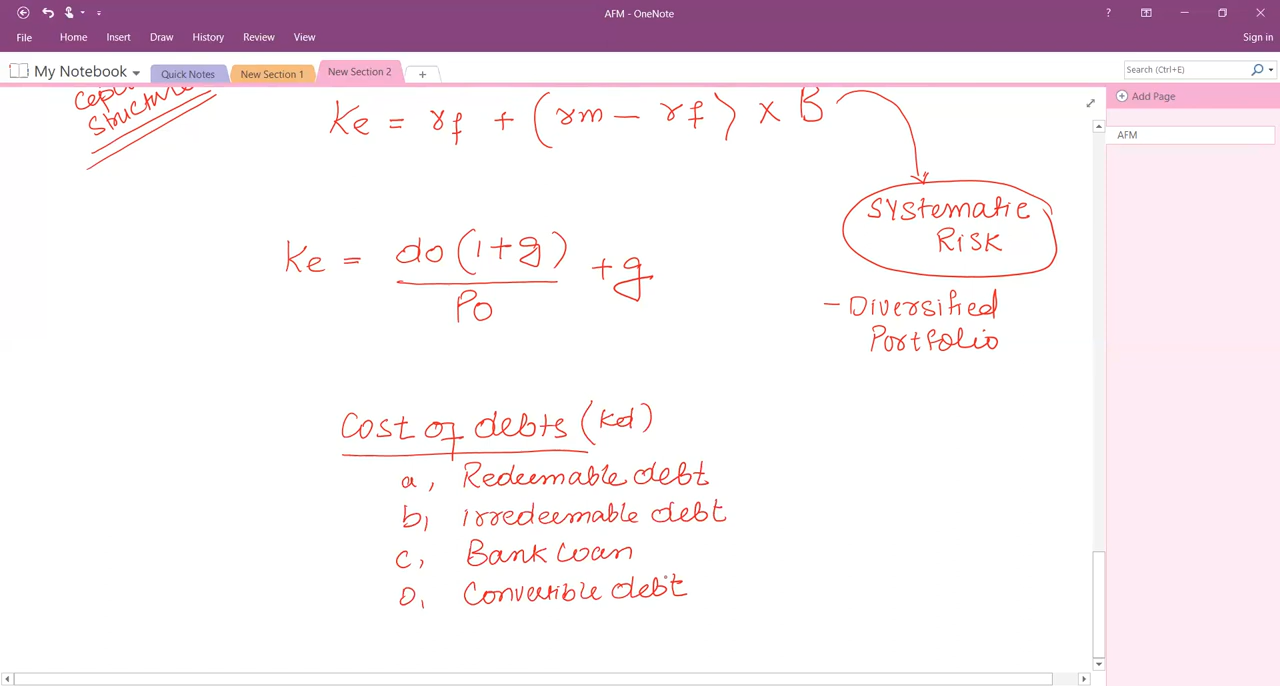 AFM - OneNote
File Home Insert Draw History Review View Sign in
My Notebook Quick Notes New Section 1 New Section 2 Search (Ctrl+E)
Add Page
AFM
Structure
Ke = rf + (rm - rf) x B
Systematic
Risk
- Diversified
Portfolio
Ke = do (1+g) / Po + g
Cost of debts (Kd)
a, Redeemable debt
b, irredeemable debt
c, Bank Loan
D, Convertible debit